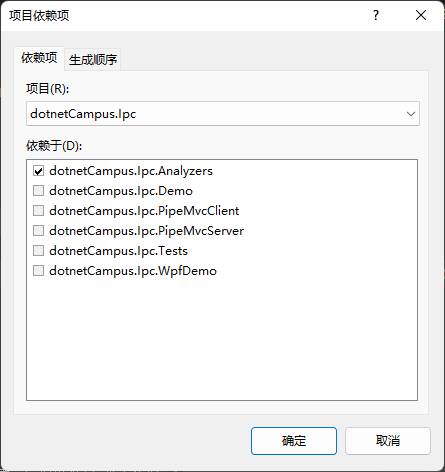 项目依赖项
?
依赖项
生成顺序
项目(R):
dotnetCampus.Ipc
依赖于(D):
dotnetCampus.Ipc.Analyzers
dotnetCampus.Ipc.Demo
dotnetCampus.Ipc.PipeMvcClient
dotnetCampus.Ipc.PipeMvcServer
dotnetCampus.Ipc.Tests
dotnetCampus.Ipc.WpfDemo
确定
取消